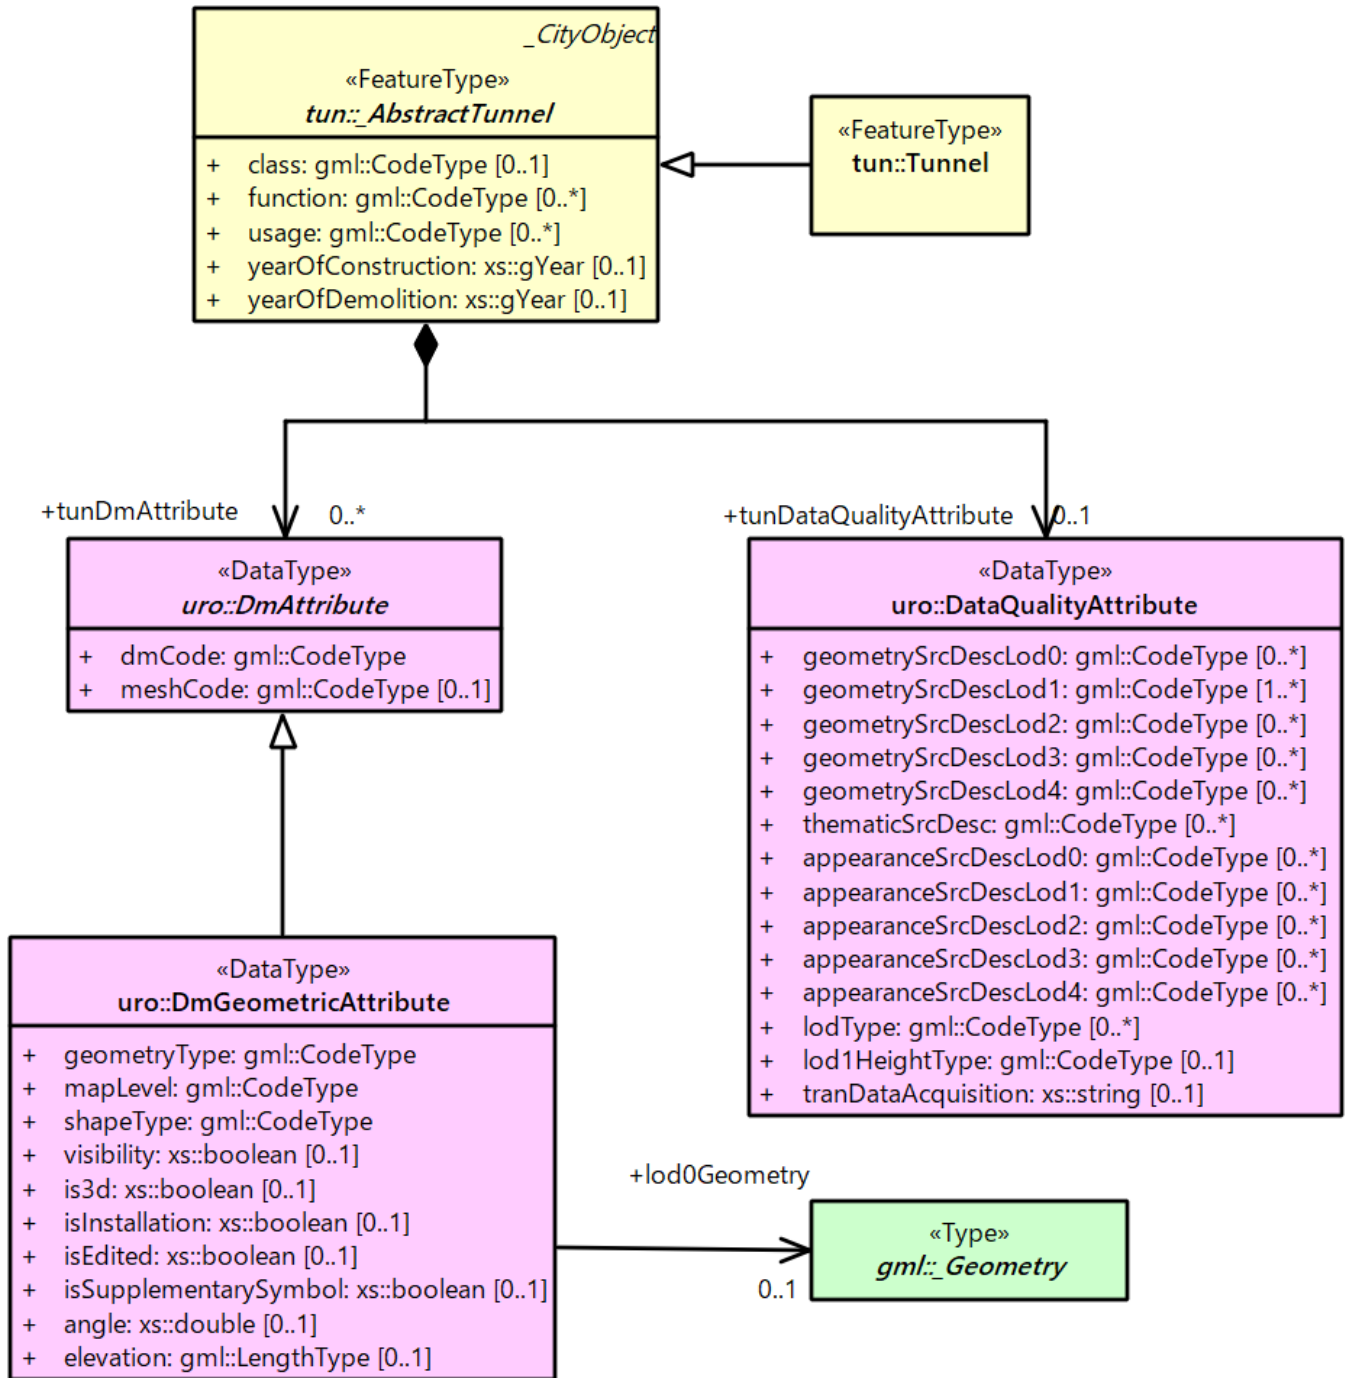 _CityObject
«FeatureType»
tun::_AbstractTunnel
+ class: gml::CodeType [0..1]
+ function: gml::CodeType [0..*]
+ usage: gml::CodeType [0..*]
+ yearOfConstruction: xs::gYear [0..1]
+ yearOfDemolition: xs::gYear [0..1]
«FeatureType»
tun::Tunnel
+tunDmAttribute
0..*
+tunDataQualityAttribute
0..1
«DataType»
uro::DmAttribute
+ dmCode: gml::CodeType
+ meshCode: gml::CodeType [0..1]
«DataType»
uro::DataQualityAttribute
+ geometrySrcDescLod0: gml::CodeType [0..*]
+ geometrySrcDescLod1: gml::CodeType [1..*]
+ geometrySrcDescLod2: gml::CodeType [0..*]
+ geometrySrcDescLod3: gml::CodeType [0..*]
+ geometrySrcDescLod4: gml::CodeType [0..*]
+ thematicSrcDesc: gml::CodeType [0..*]
+ appearanceSrcDescLod0: gml::CodeType [0..*]
+ appearanceSrcDescLod1: gml::CodeType [0..*]
+ appearanceSrcDescLod2: gml::CodeType [0..*]
+ appearanceSrcDescLod3: gml::CodeType [0..*]
+ appearanceSrcDescLod4: gml::CodeType [0..*]
+ lodType: gml::CodeType [0..*]
+ lod1HeightType: gml::CodeType [0..1]
+ tranDataAcquisition: xs::string [0..1]
«DataType»
uro::DmGeometricAttribute
+ geometryType: gml::CodeType
+ mapLevel: gml::CodeType
+ shapeType: gml::CodeType
+ visibility: xs::boolean [0..1]
+ is3d: xs::boolean [0..1]
+ isInstallation: xs::boolean [0..1]
+ isEdited: xs::boolean [0..1]
+ isSupplementarySymbol: xs::boolean [0..1]
+ angle: xs::double [0..1]
+ elevation: gml::LengthType [0..1]
+lod0Geometry
0..1
«Type»
gml::_Geometry